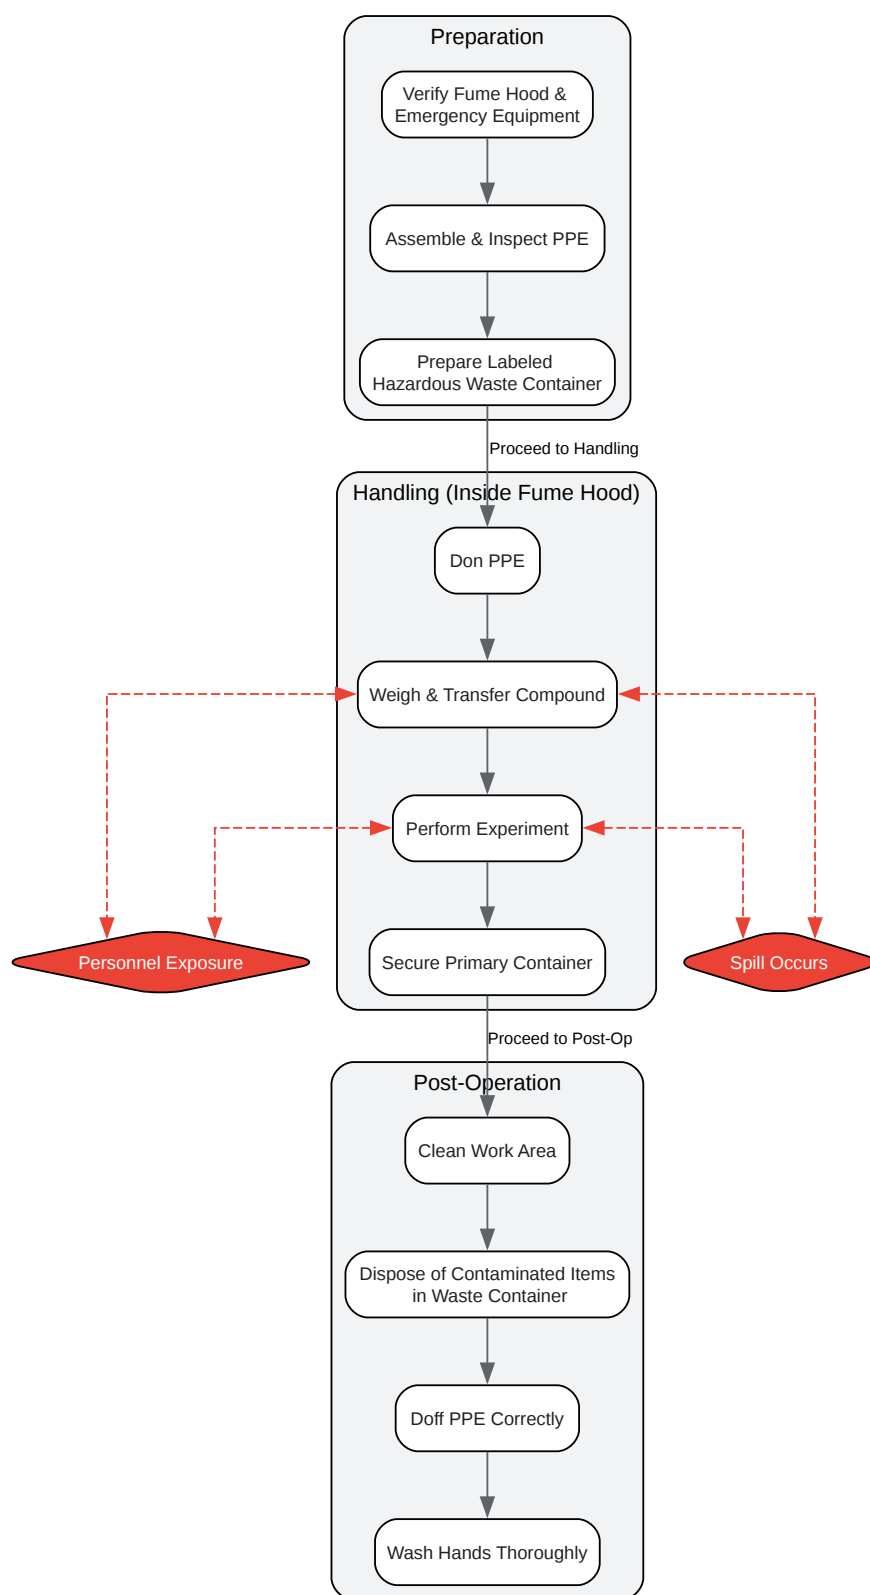 Preparation
Verify Fume Hood &
Emergency Equipment
Assemble & Inspect PPE
Prepare Labeled
Hazardous Waste Container
Proceed to Handling
Handling (Inside Fume Hood)
Don PPE
Weigh & Transfer Compound
Perform Experiment
Personnel Exposure
Secure Primary Container
Spill Occurs
Proceed to Post-Op
Post-Operation
Clean Work Area
Dispose of Contaminated Items
in Waste Container
Doff PPE Correctly
Wash Hands Thoroughly